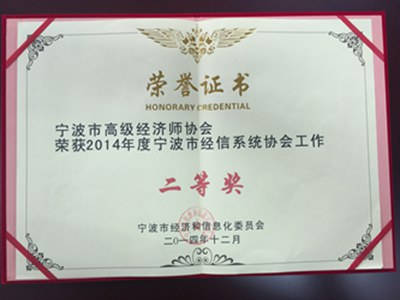 荣誉证书
HONORARY CREDENTIAL
宁波市高级经济师协会
荣获2014年度宁波市经信系统协会工作
二等奖
宁波市经济和信息化委员会
二〇一四年十二月